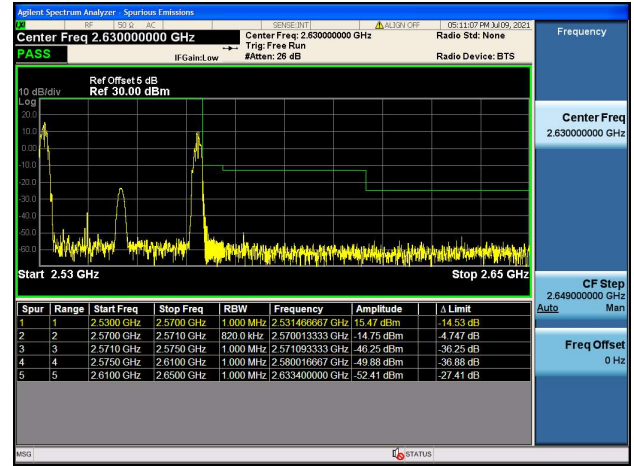 Agilent Spectrum Analyzer - Spurious Emissions
RF 50 Ω AC SENSE:INT ALIGN OFF 05:11:07 PM Jul 09, 2021
Center Freq 2.630000000 GHz Center Freq: 2.630000000 GHz Radio Std: None Frequency
Trig: Free Run
PASS IFGain:Low #Atten: 26 dB Radio Device: BTS
Ref Offset 5 dB
10 dB/div Ref 30.00 dBm
Log
20.0
10.0
0.00
-10.0
-20.0
-30.0
-40.0
-50.0
-60.0
Start 2.53 GHz Stop 2.65 GHz
Spur Range Start Freq Stop Freq RBW Frequency Amplitude Δ Limit
1 1 2.5300 GHz 2.5700 GHz 1.000 MHz 2.531466667 GHz 15.47 dBm -14.53 dB
2 2 2.5700 GHz 2.5710 GHz 820.0 kHz 2.570013333 GHz -14.75 dBm -4.747 dB
3 3 2.5710 GHz 2.5750 GHz 1.000 MHz 2.571093333 GHz -46.25 dBm -36.25 dB
4 4 2.5750 GHz 2.6100 GHz 1.000 MHz 2.580016667 GHz -49.88 dBm -36.88 dB
5 5 2.6100 GHz 2.6500 GHz 1.000 MHz 2.633400000 GHz -52.41 dBm -27.41 dB
Center Freq
2.630000000 GHz
CF Step
2.649000000 GHz
Auto Man
Freq Offset
0 Hz
MSG STATUS